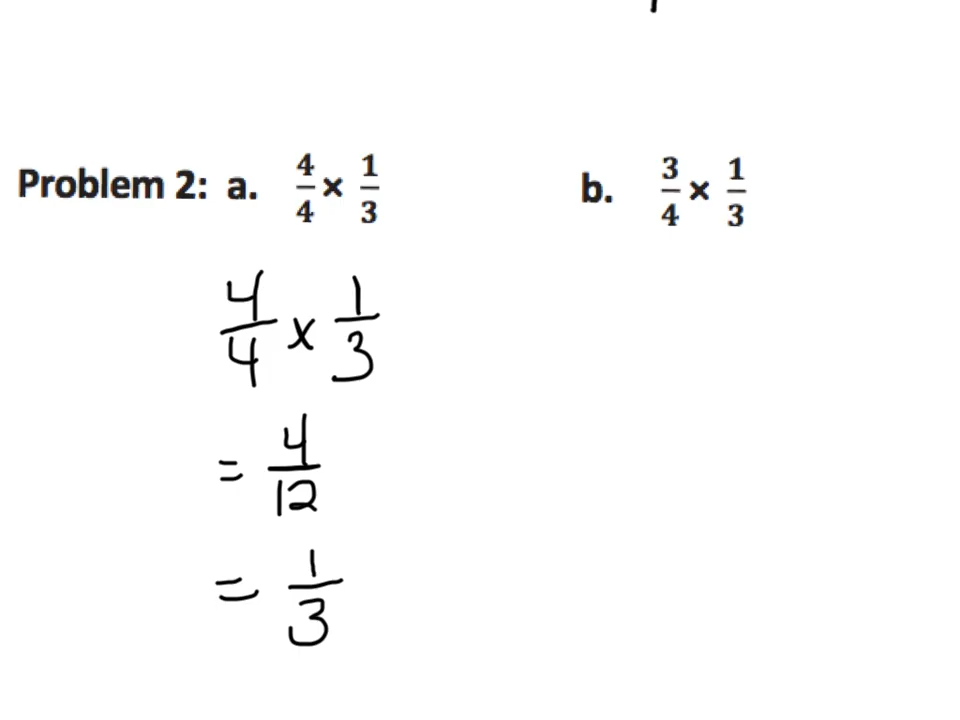 Problem 2: a. 4/4 × 1/3 b. 3/4 × 1/3
4/4 x 1/3
= 4/12
= 1/3